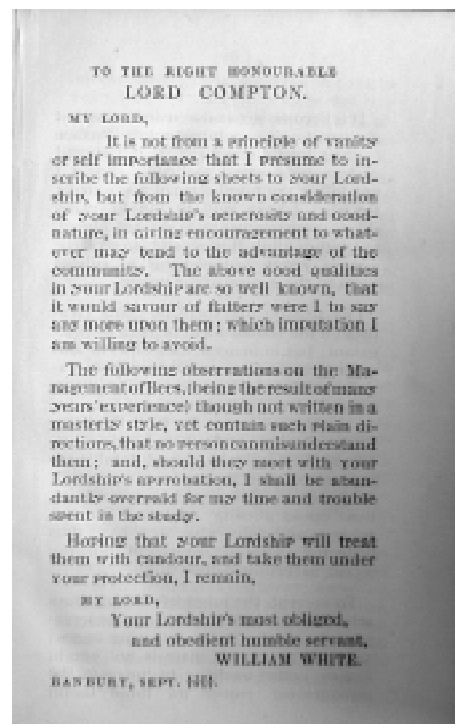 TO THE RIGHT HONOURABLE
LORD COMPTON.
MY LORD,
It is not from a principle of vanity
or self importance that I presume to in-
scribe the following sheets to your Lord-
ship, but from the known consideration
of your Lordship's generosity and good-
nature, in giving encouragement to what-
ever may tend to the advantage of the
community. The above good qualities
in your Lordship are so well known, that
it would savour of flattery were I to say
any more upon them; which imputation I
am willing to avoid.
The following observations on the Ma-
nagement of Bees, (being the result of many
years' experience) though not written in a
masterly style, yet contain such plain di-
rections, that no person can misunderstand
them; and, should they meet with your
Lordship's approbation, I shall be abun-
dantly overpaid for my time and trouble
spent in the study.
Hoping that your Lordship will treat
them with candour, and take them under
your protection, I remain,
MY LORD,
Your Lordship's most obliged,
and obedient humble servant,
WILLIAM WHITE.
BANBURY, SEPT.